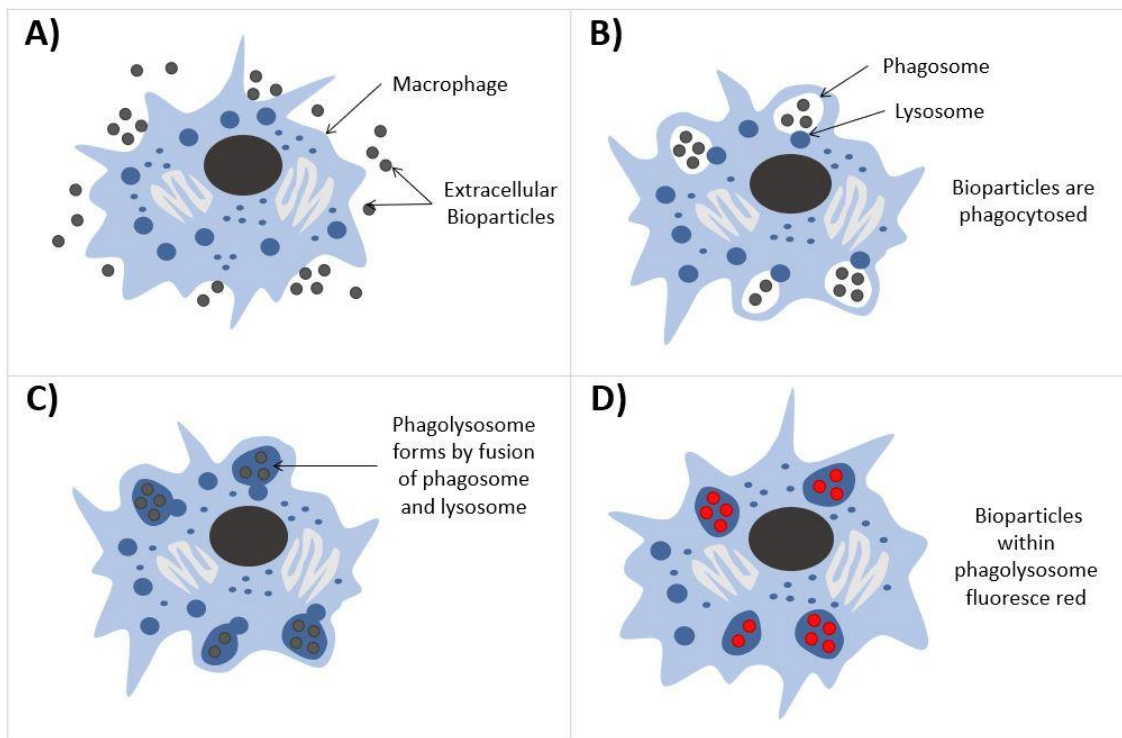 A)
Macrophage
Extracellular
Bioparticles
B)
Phagosome
Lysosome
Bioparticles are
phagocytosed
C)
Phagolysosome
forms by fusion
of phagosome
and lysosome
D)
Bioparticles
within
phagolysosome
fluoresce red